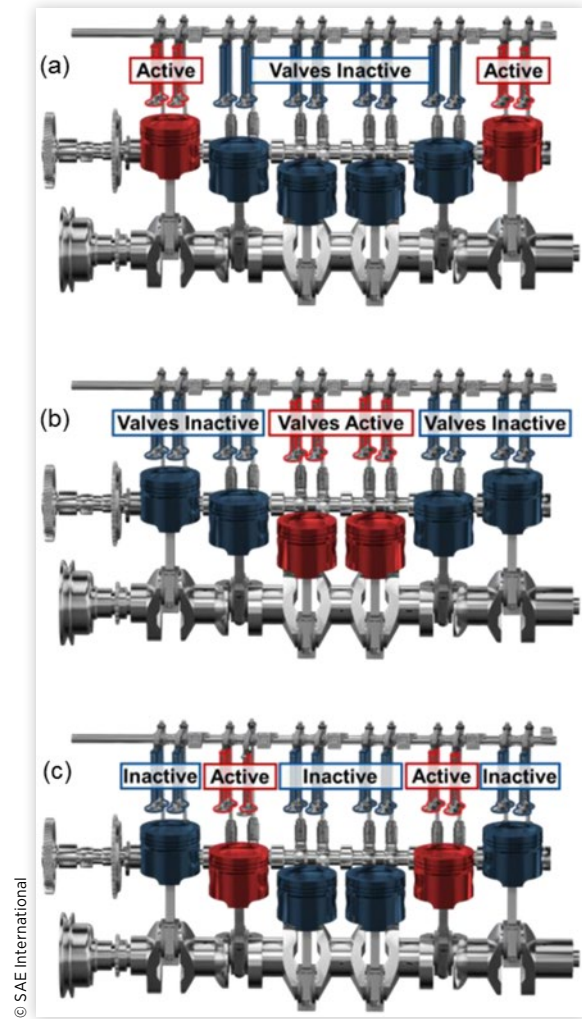 (a)
Active
Valves Inactive
Active
(b)
Valves Inactive
Valves Active
Valves Inactive
(c)
Inactive
Active
Inactive
Active
Inactive
© SAE International